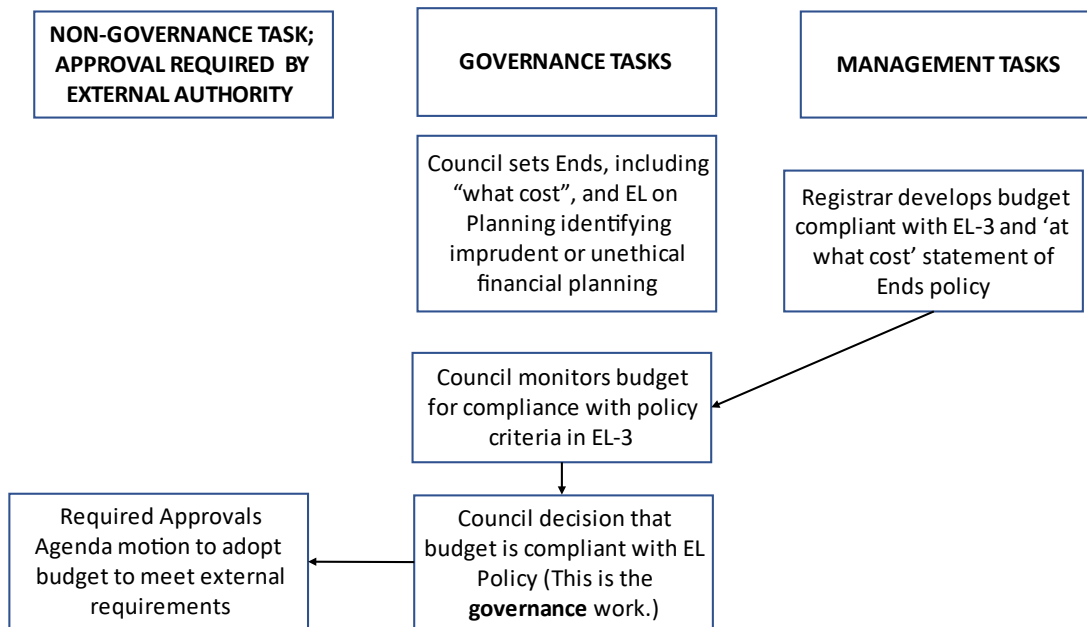 NON-GOVERNANCE TASK;
APPROVAL REQUIRED BY
EXTERNAL AUTHORITY
GOVERNANCE TASKS
MANAGEMENT TASKS
Council sets Ends, including
“what cost”, and EL on
Planning identifying
imprudent or unethical
financial planning
Registrar develops budget
compliant with EL-3 and ‘at
what cost’ statement of
Ends policy
Council monitors budget
for compliance with policy
criteria in EL-3
Required Approvals
Agenda motion to adopt
budget to meet external
requirements
Council decision that
budget is compliant with EL
Policy (This is the
governance work.)